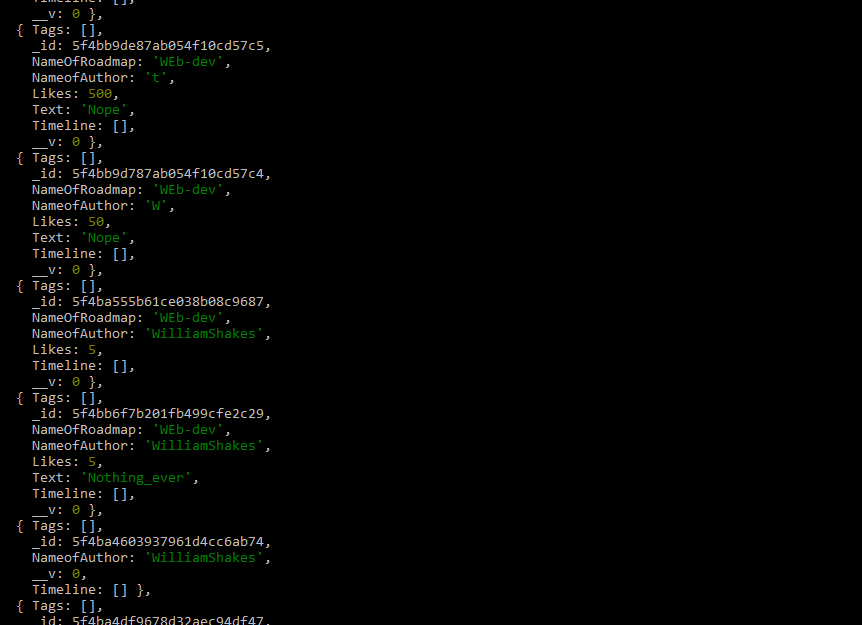 Timeline: [],
__v: 0 },
{ Tags: [],
_id: 5f4bb9de87ab054f10cd57c5,
NameOfRoadmap: 'WEb-dev',
NameofAuthor: 't',
Likes: 500,
Text: 'Nope',
Timeline: [],
__v: 0 },
{ Tags: [],
_id: 5f4bb9d787ab054f10cd57c4,
NameOfRoadmap: 'WEb-dev',
NameofAuthor: 'W',
Likes: 50,
Text: 'Nope',
Timeline: [],
__v: 0 },
{ Tags: [],
_id: 5f4ba555b61ce038b08c9687,
NameOfRoadmap: 'WEb-dev',
NameofAuthor: 'WilliamShakes',
Likes: 5,
Timeline: [],
__v: 0 },
{ Tags: [],
_id: 5f4bb6f7b201fb499cfe2c29,
NameOfRoadmap: 'WEb-dev',
NameofAuthor: 'WilliamShakes',
Likes: 5,
Text: 'Nothing_ever',
Timeline: [],
__v: 0 },
{ Tags: [],
_id: 5f4ba4603937961d4cc6ab74,
NameofAuthor: 'WilliamShakes',
__v: 0,
Timeline: [] },
{ Tags: [],
_id: 5f4ba4df9678d32aec94df47,